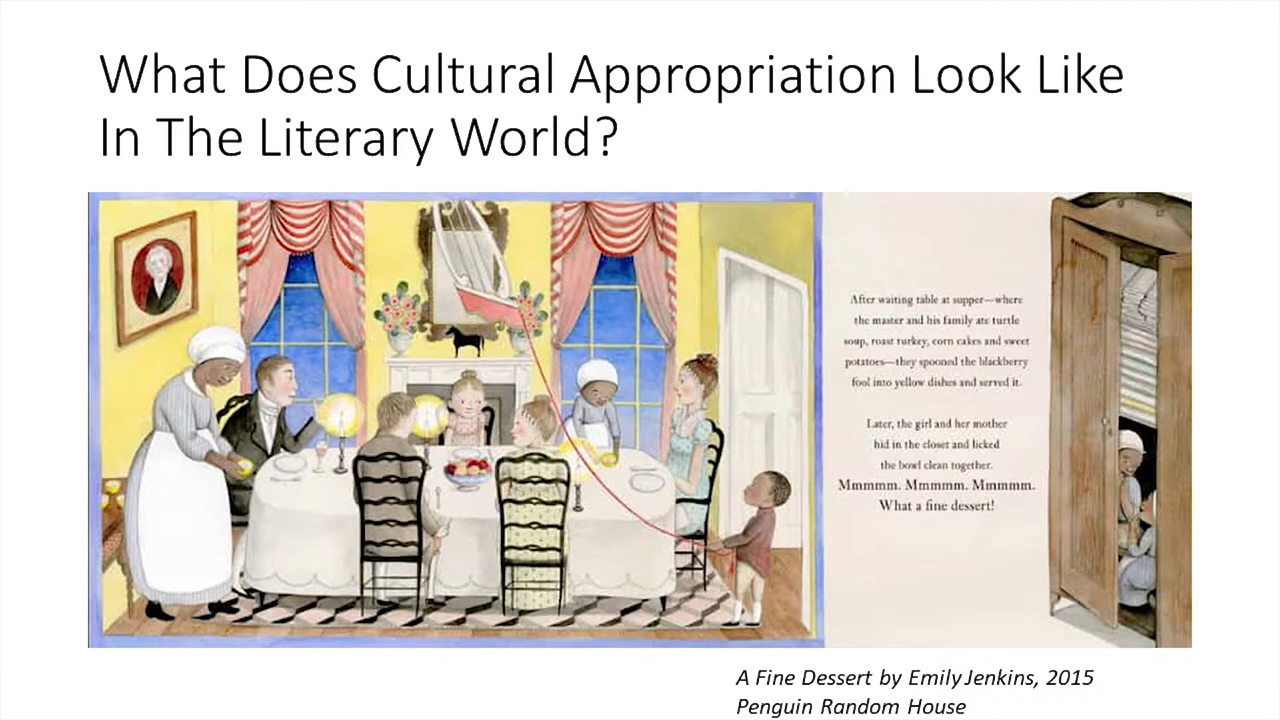 What Does Cultural Appropriation Look Like
In The Literary World?
After waiting table at supper—where
the master and his family ate turtle
soup, roast turkey, corn cakes and sweet
potatoes—they spooned the blackberry
fool into yellow dishes and served it.
Later, the girl and her mother
hid in the closet and licked
the bowl clean together.
Mmmmm. Mmmmm. Mmmmm.
What a fine dessert!
A Fine Dessert by Emily Jenkins, 2015
Penguin Random House